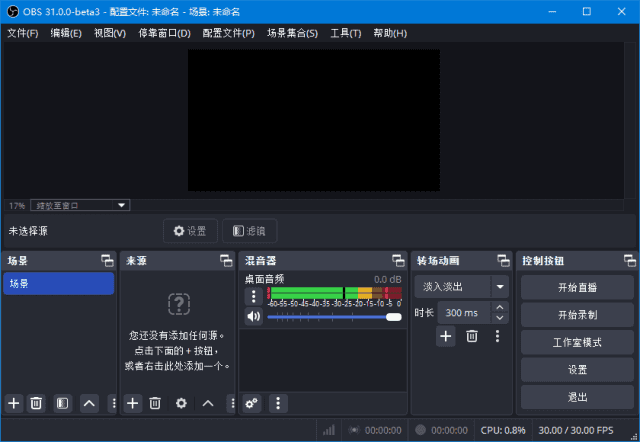 OBS 31.0.0-beta3 - 配置文件: 未命名 - 场景: 未命名
文件(F) 编辑(E) 视图(V) 停靠窗口(D) 配置文件(P) 场景集合(S) 工具(T) 帮助(H)
17% 缩放至窗口
未选择源 设置 滤镜
场景 来源 混音器 转场动画 控制按钮
场景
桌面音频 0.0 dB
-60-55-50-45-40-35-30-25-20-15-10-5 0
淡入淡出
时长 300 ms
您还没有添加任何源。
点击下面的 + 按钮，
或者右击此处添加一个。
开始直播
开始录制
工作室模式
设置
退出
00:00:00 00:00:00 CPU: 0.8% 30.00 / 30.00 FPS